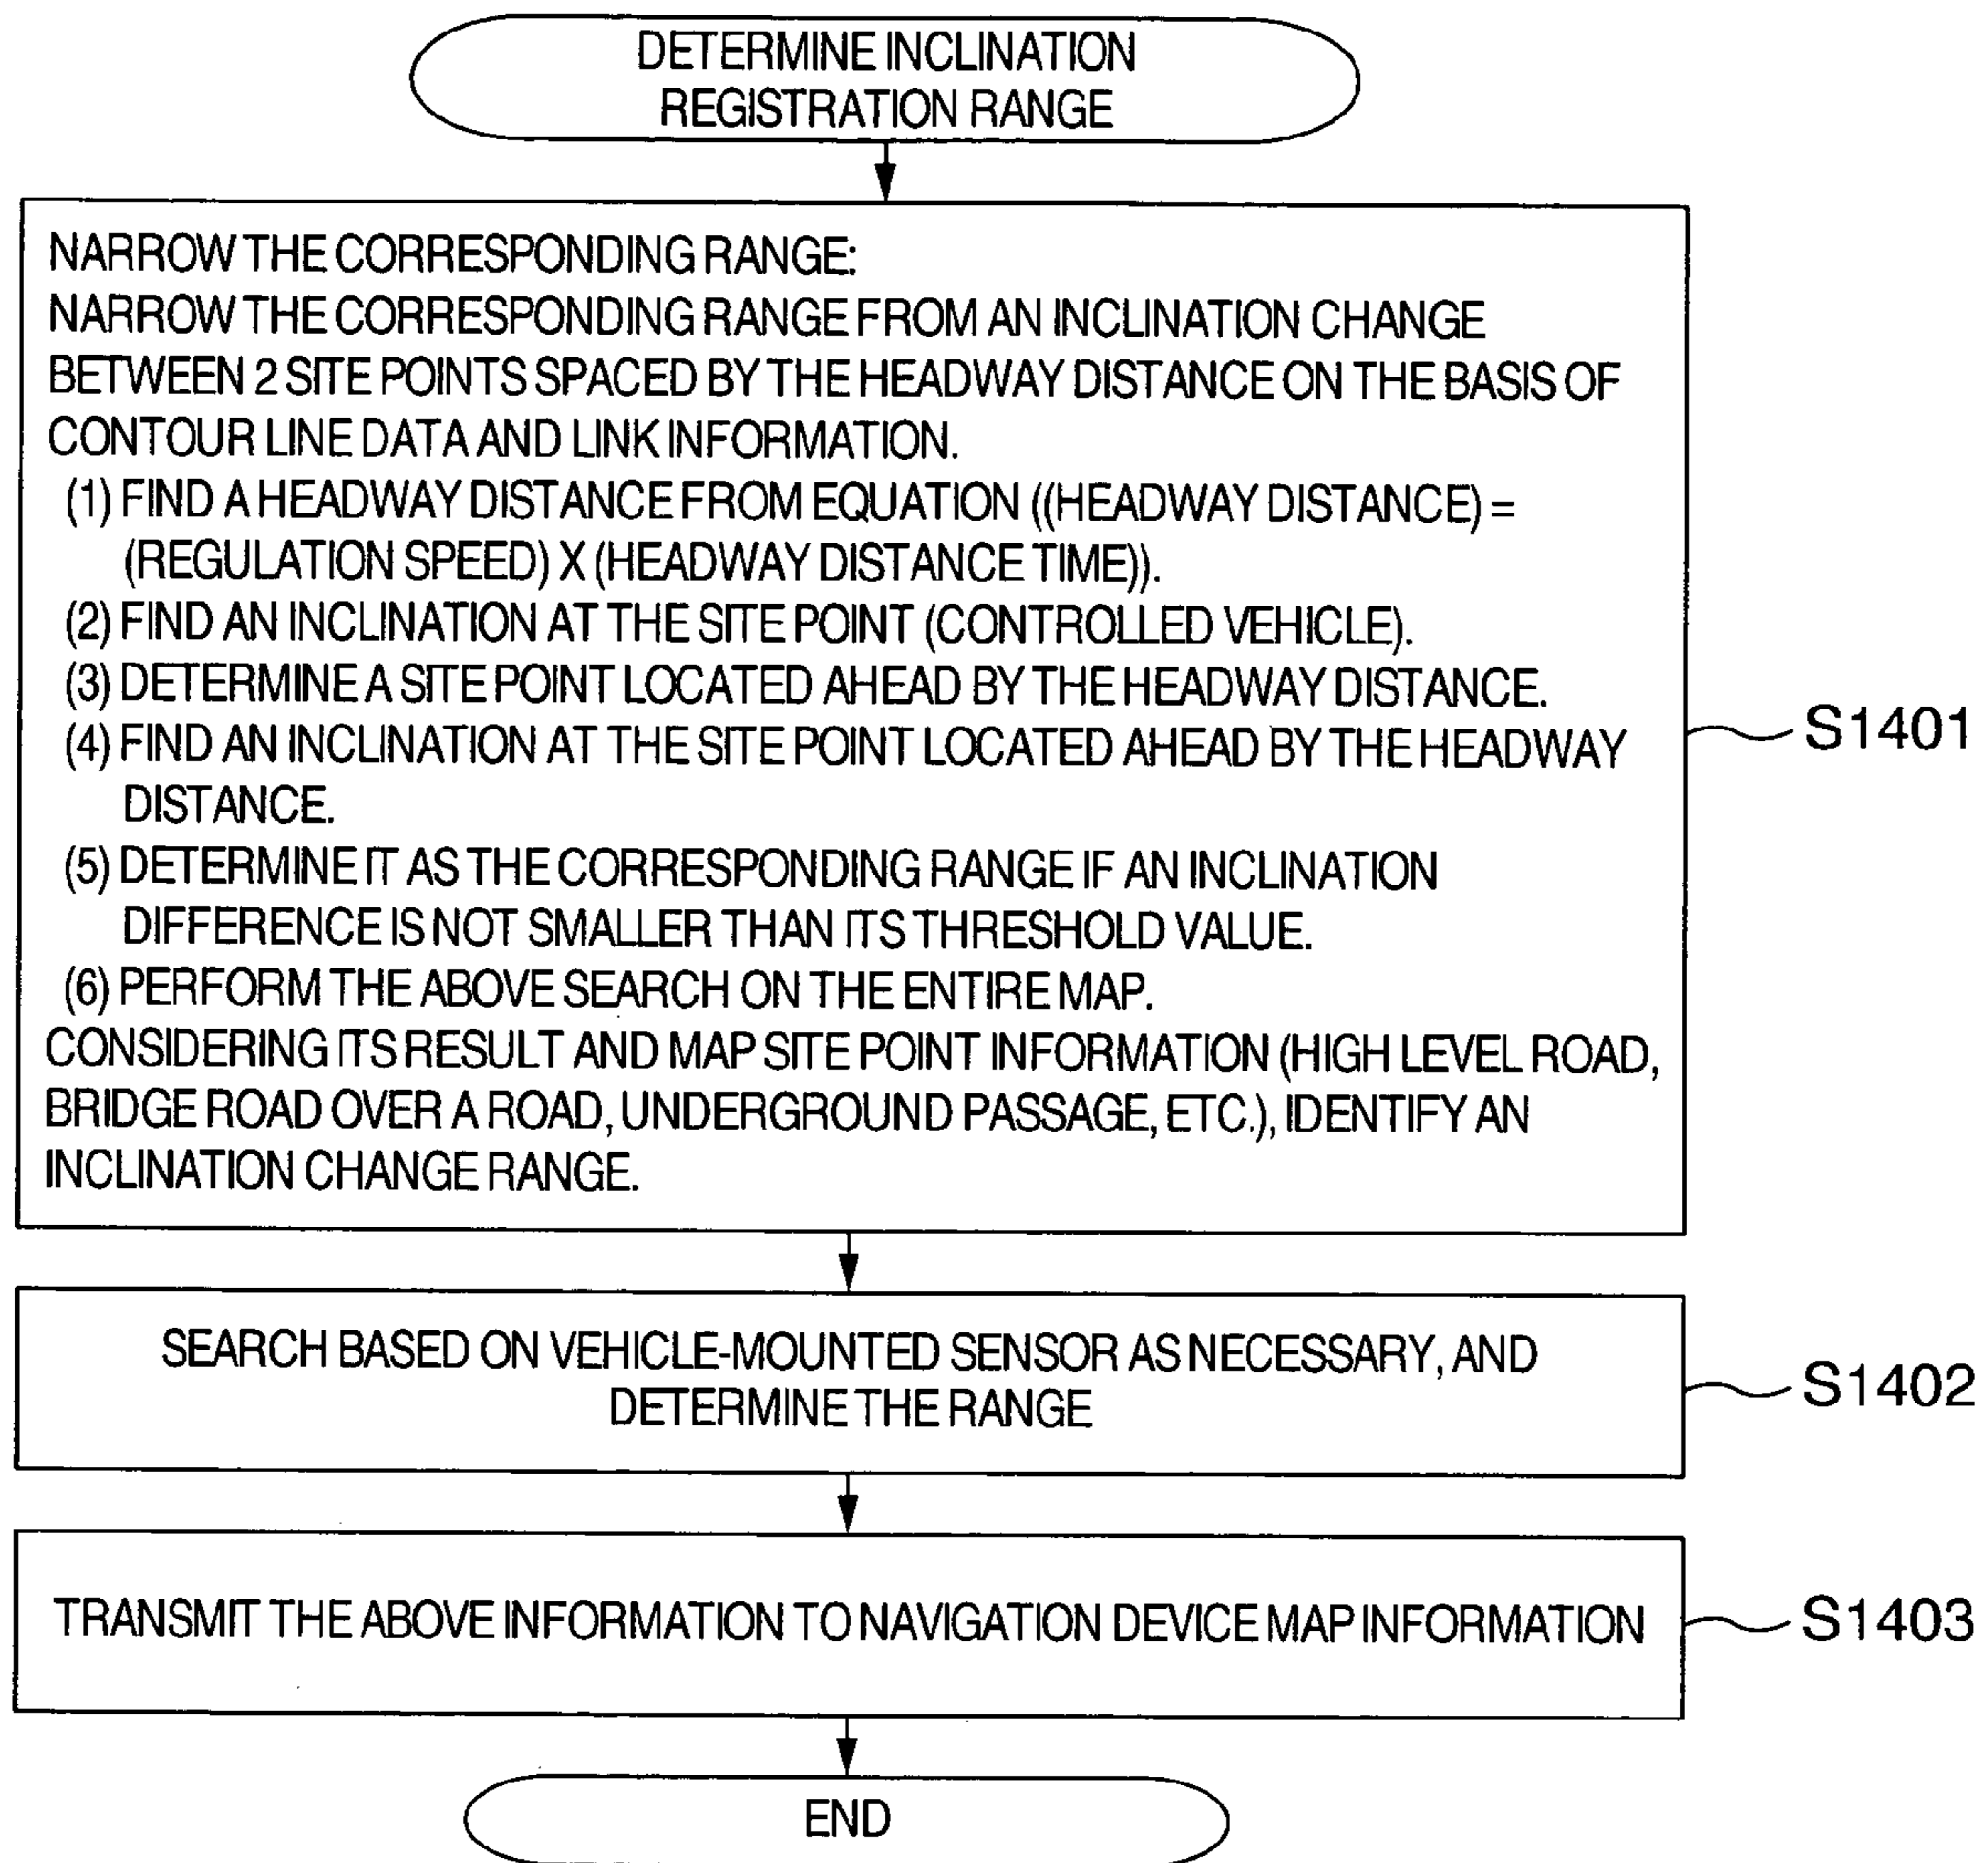 DETERMINE INCLINATION
REGISTRATION RANGE
NARROW THE CORRESPONDING RANGE:
NARROW THE CORRESPONDING RANGE FROM AN INCLINATION CHANGE
BETWEEN 2 SITE POINTS SPACED BY THE HEADWAY DISTANCE ON THE BASIS OF
CONTOUR LINE DATA AND LINK INFORMATION.
(1) FIND A HEADWAY DISTANCE FROM EQUATION ((HEADWAY DISTANCE) =
(REGULATION SPEED) X (HEADWAY DISTANCE TIME)).
(2) FIND AN INCLINATION AT THE SITE POINT (CONTROLLED VEHICLE).
(3) DETERMINE A SITE POINT LOCATED AHEAD BY THE HEADWAY DISTANCE.
(4) FIND AN INCLINATION AT THE SITE POINT LOCATED AHEAD BY THE HEADWAY
DISTANCE.
(5) DETERMINE IT AS THE CORRESPONDING RANGE IF AN INCLINATION
DIFFERENCE IS NOT SMALLER THAN ITS THRESHOLD VALUE.
(6) PERFORM THE ABOVE SEARCH ON THE ENTIRE MAP.
CONSIDERING ITS RESULT AND MAP SITE POINT INFORMATION (HIGH LEVEL ROAD,
BRIDGE ROAD OVER A ROAD, UNDERGROUND PASSAGE, ETC.), IDENTIFY AN
INCLINATION CHANGE RANGE.
S1401
SEARCH BASED ON VEHICLE-MOUNTED SENSOR AS NECESSARY, AND
DETERMINE THE RANGE
S1402
TRANSMIT THE ABOVE INFORMATION TO NAVIGATION DEVICE MAP INFORMATION
S1403
END